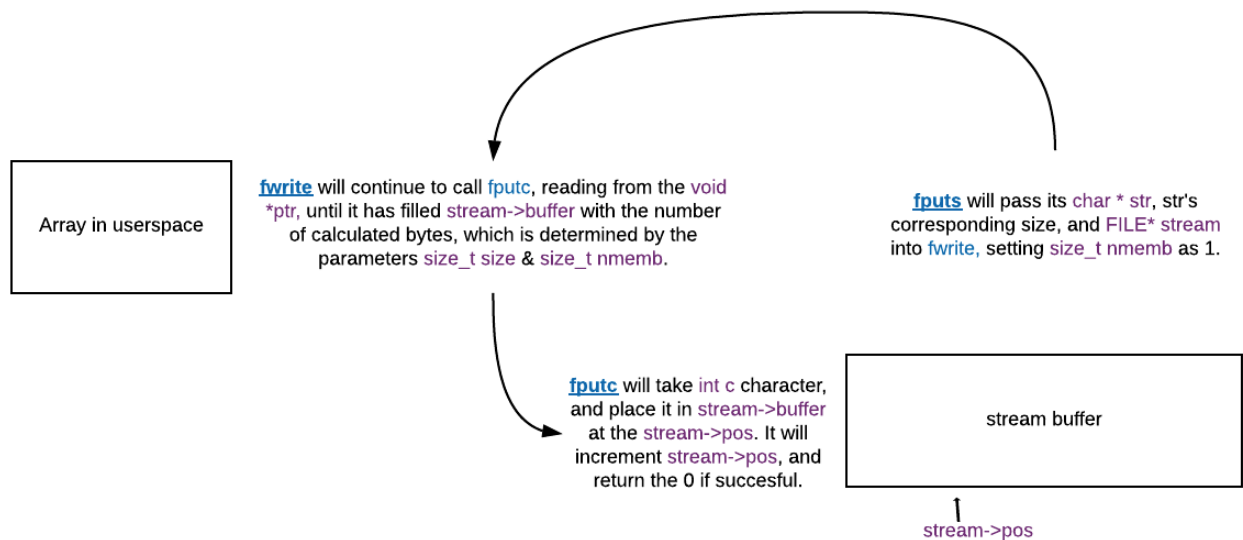 Array in userspace
fwrite will continue to call fputc, reading from the void
*ptr, until it has filled stream->buffer with the number
of calculated bytes, which is determined by the
parameters size_t size & size_t nmemb.
fputs will pass its char * str, str's
corresponding size, and FILE* stream
into fwrite, setting size_t nmemb as 1.
fputc will take int c character,
and place it in stream->buffer
at the stream->pos. It will
increment stream->pos, and
return the 0 if succesful.
stream buffer
stream->pos